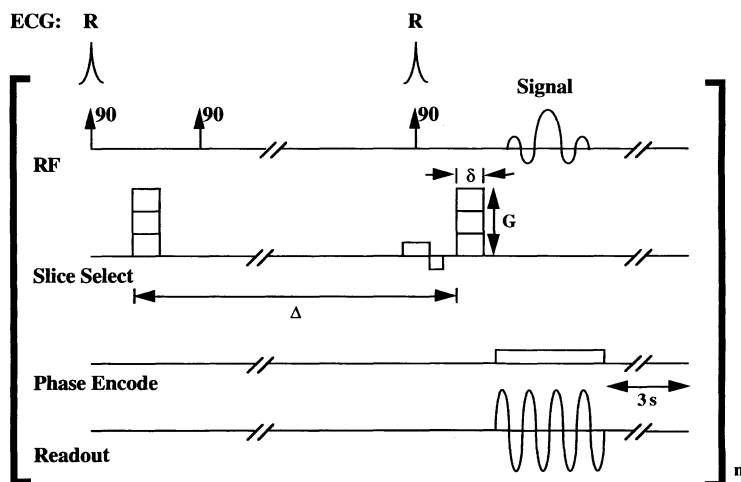 ECG: R R
Signal
90 90 90
RF
δ
G
Slice Select
Δ
Phase Encode
3 s
Readout
n